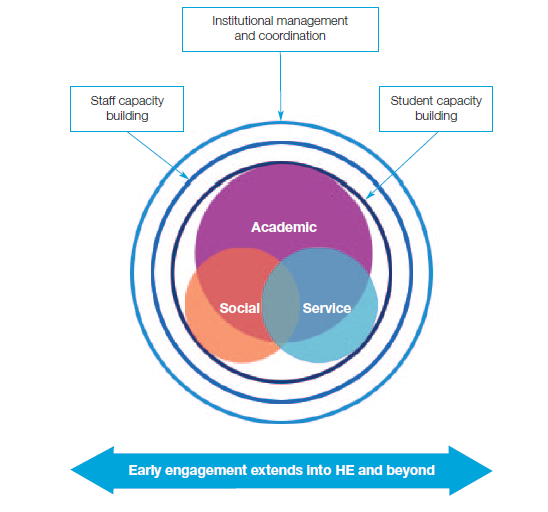 Institutional management
and coordination
Staff capacity
building
Student capacity
building
Academic
Social
Service
Early engagement extends into HE and beyond